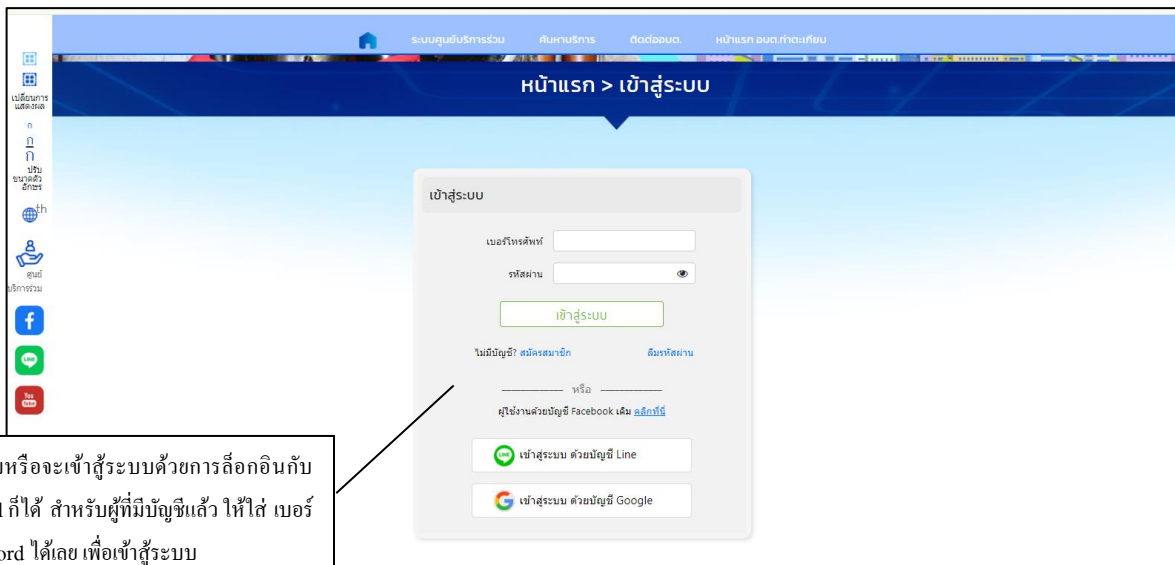 ระบบศูนย์บริการร่วม ค้นหาบริการ ติดต่ออบต. หน้าแรก อบต.ท่าตะเกียบ
หน้าแรก > เข้าสู่ระบบ
เปลี่ยนการ
แสดงผล
ก
ก
ก
ปรับ
ขนาดตัว
อักษร
th
ศูนย์
บริการร่วม
LINE
You
Tube
เข้าสู่ระบบ
เบอร์โทรศัพท์
รหัสผ่าน
เข้าสู่ระบบ
ไม่มีบัญชี? สมัครสมาชิก ลืมรหัสผ่าน
หรือ
ผู้ใช้งานด้วยบัญชี Facebook เดิม คลิกที่นี่
เข้าสู่ระบบ ด้วยบัญชี Line
เข้าสู่ระบบ ด้วยบัญชี Google
หรือจะเข้าสู้ระบบด้วยการล็อกอินกับ
ก็ได้ สำหรับผู้ที่มีบัญชีแล้ว ให้ใส่ เบอร์
ord ได้เลย เพื่อเข้าสู้ระบบ